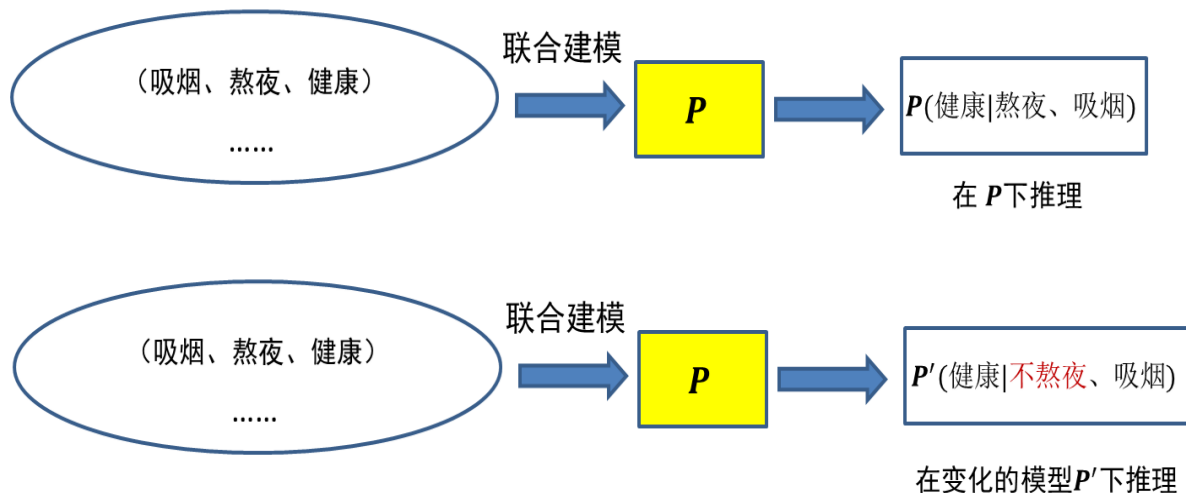 联合建模
（吸烟、熬夜、健康）
……
P
P(健康|熬夜、吸烟)
在 P下推理
联合建模
（吸烟、熬夜、健康）
……
P
P′(健康|不熬夜、吸烟)
在变化的模型P′下推理